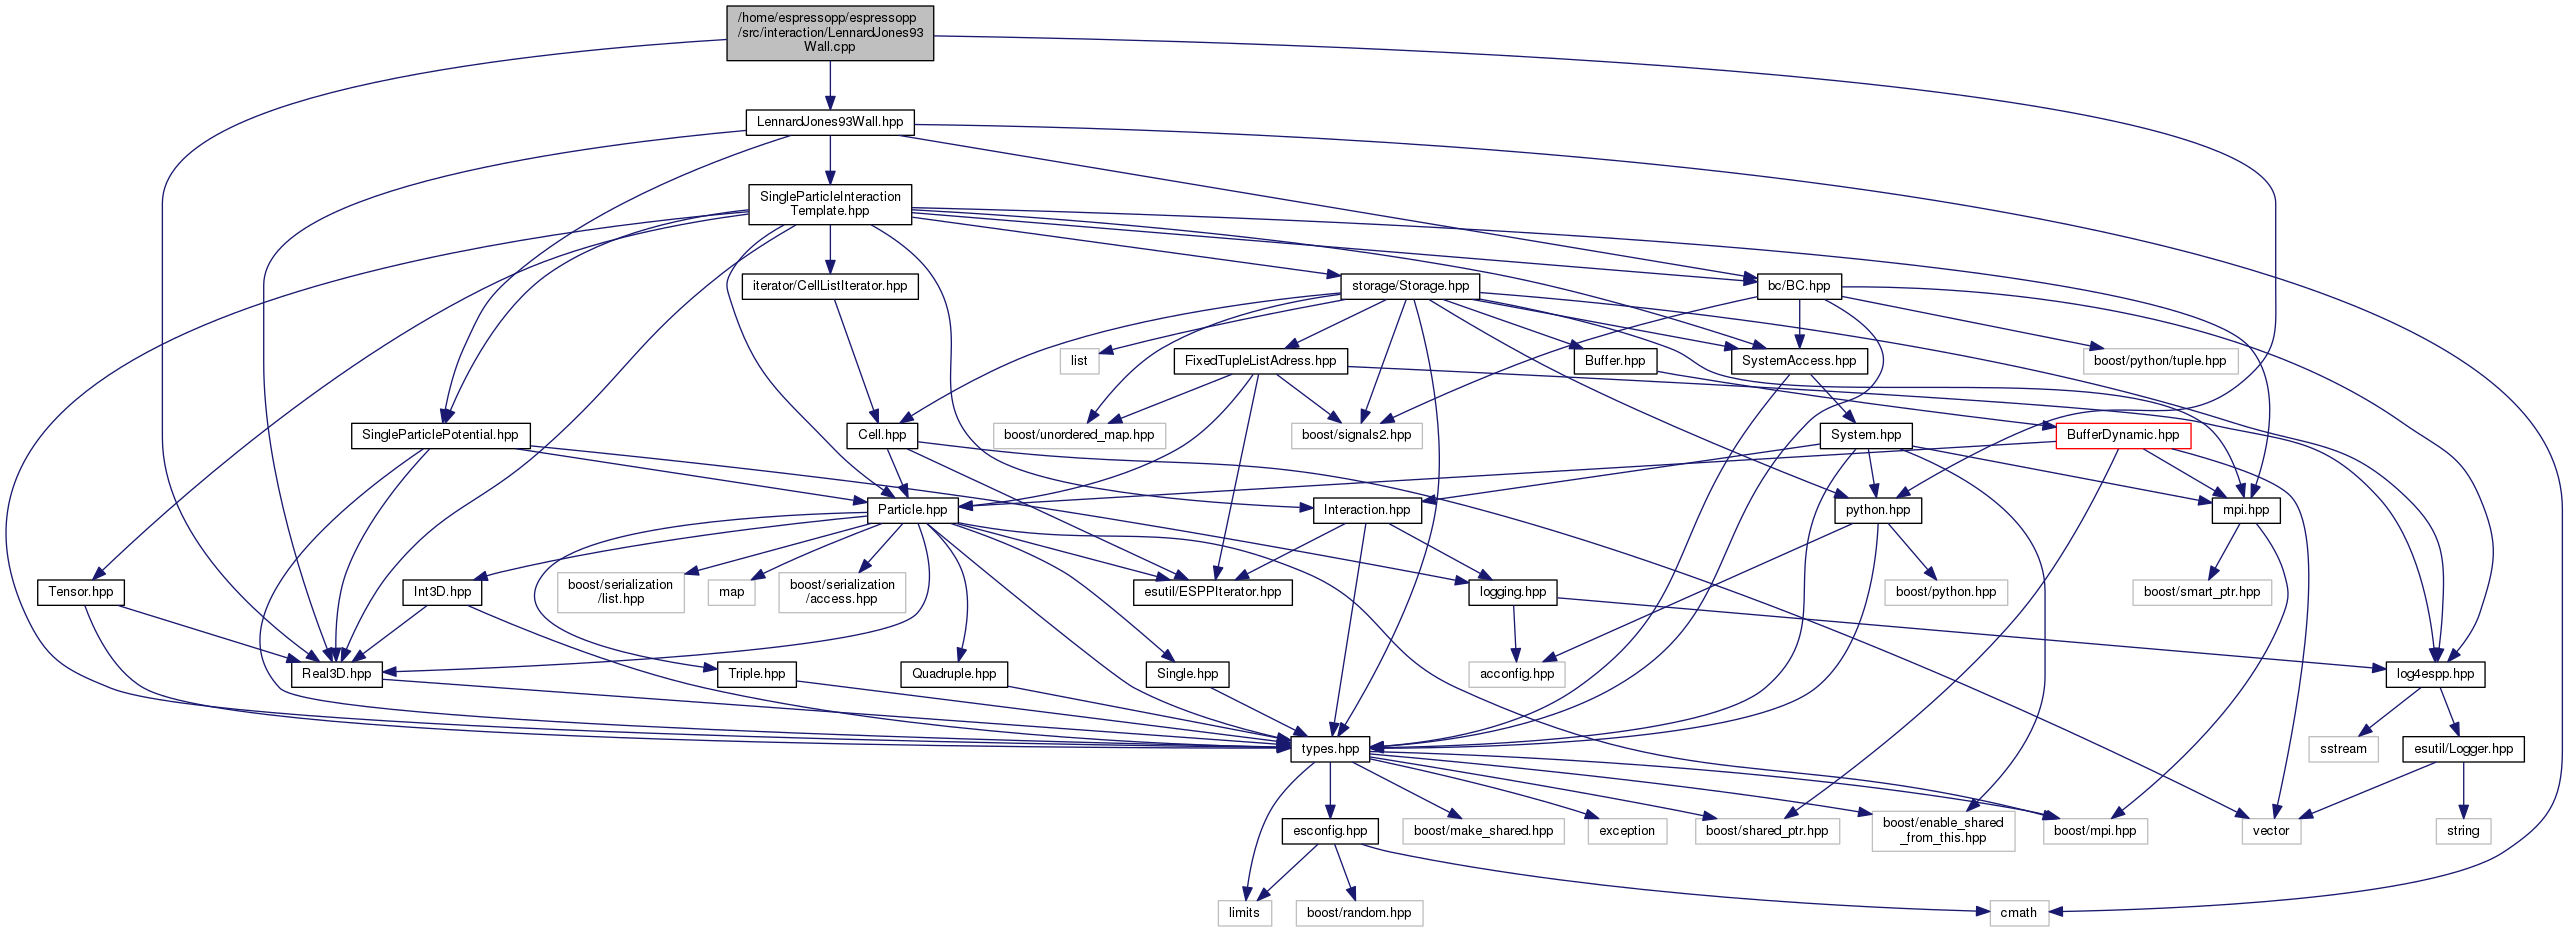 /home/espressopp/espressopp
/src/interaction/LennardJones93
Wall.cpp
LennardJones93Wall.hpp
SingleParticleInteraction
Template.hpp
iterator/CellListIterator.hpp
storage/Storage.hpp
bc/BC.hpp
list
FixedTupleListAdress.hpp
Buffer.hpp
SystemAccess.hpp
boost/python/tuple.hpp
SingleParticlePotential.hpp
Cell.hpp
boost/unordered_map.hpp
boost/signals2.hpp
System.hpp
BufferDynamic.hpp
Particle.hpp
Interaction.hpp
python.hpp
mpi.hpp
Tensor.hpp
Int3D.hpp
boost/serialization
/list.hpp
map
boost/serialization
/access.hpp
esutil/ESPPIterator.hpp
logging.hpp
boost/python.hpp
boost/smart_ptr.hpp
Real3D.hpp
Triple.hpp
Quadruple.hpp
Single.hpp
acconfig.hpp
log4espp.hpp
types.hpp
sstream
esutil/Logger.hpp
esconfig.hpp
boost/make_shared.hpp
exception
boost/shared_ptr.hpp
boost/enable_shared
_from_this.hpp
boost/mpi.hpp
vector
string
limits
boost/random.hpp
cmath